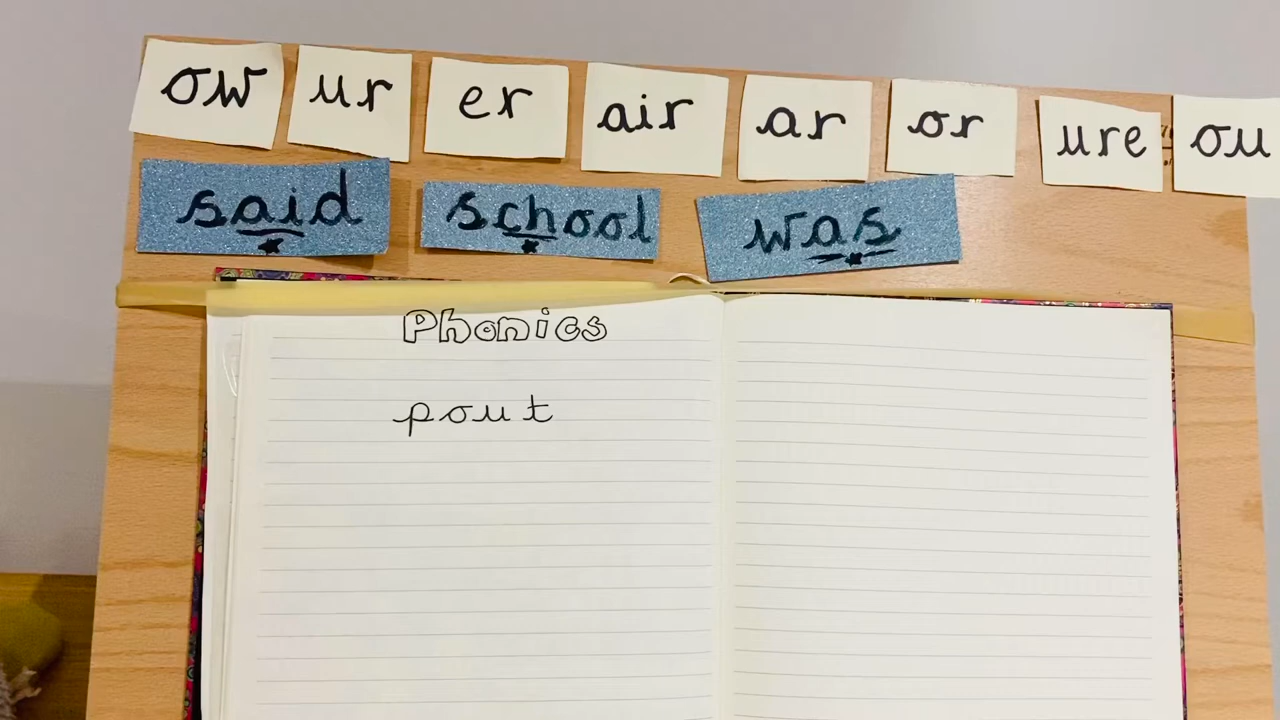 ow ur er air ar or ure ou
said school was
Phonics
pout